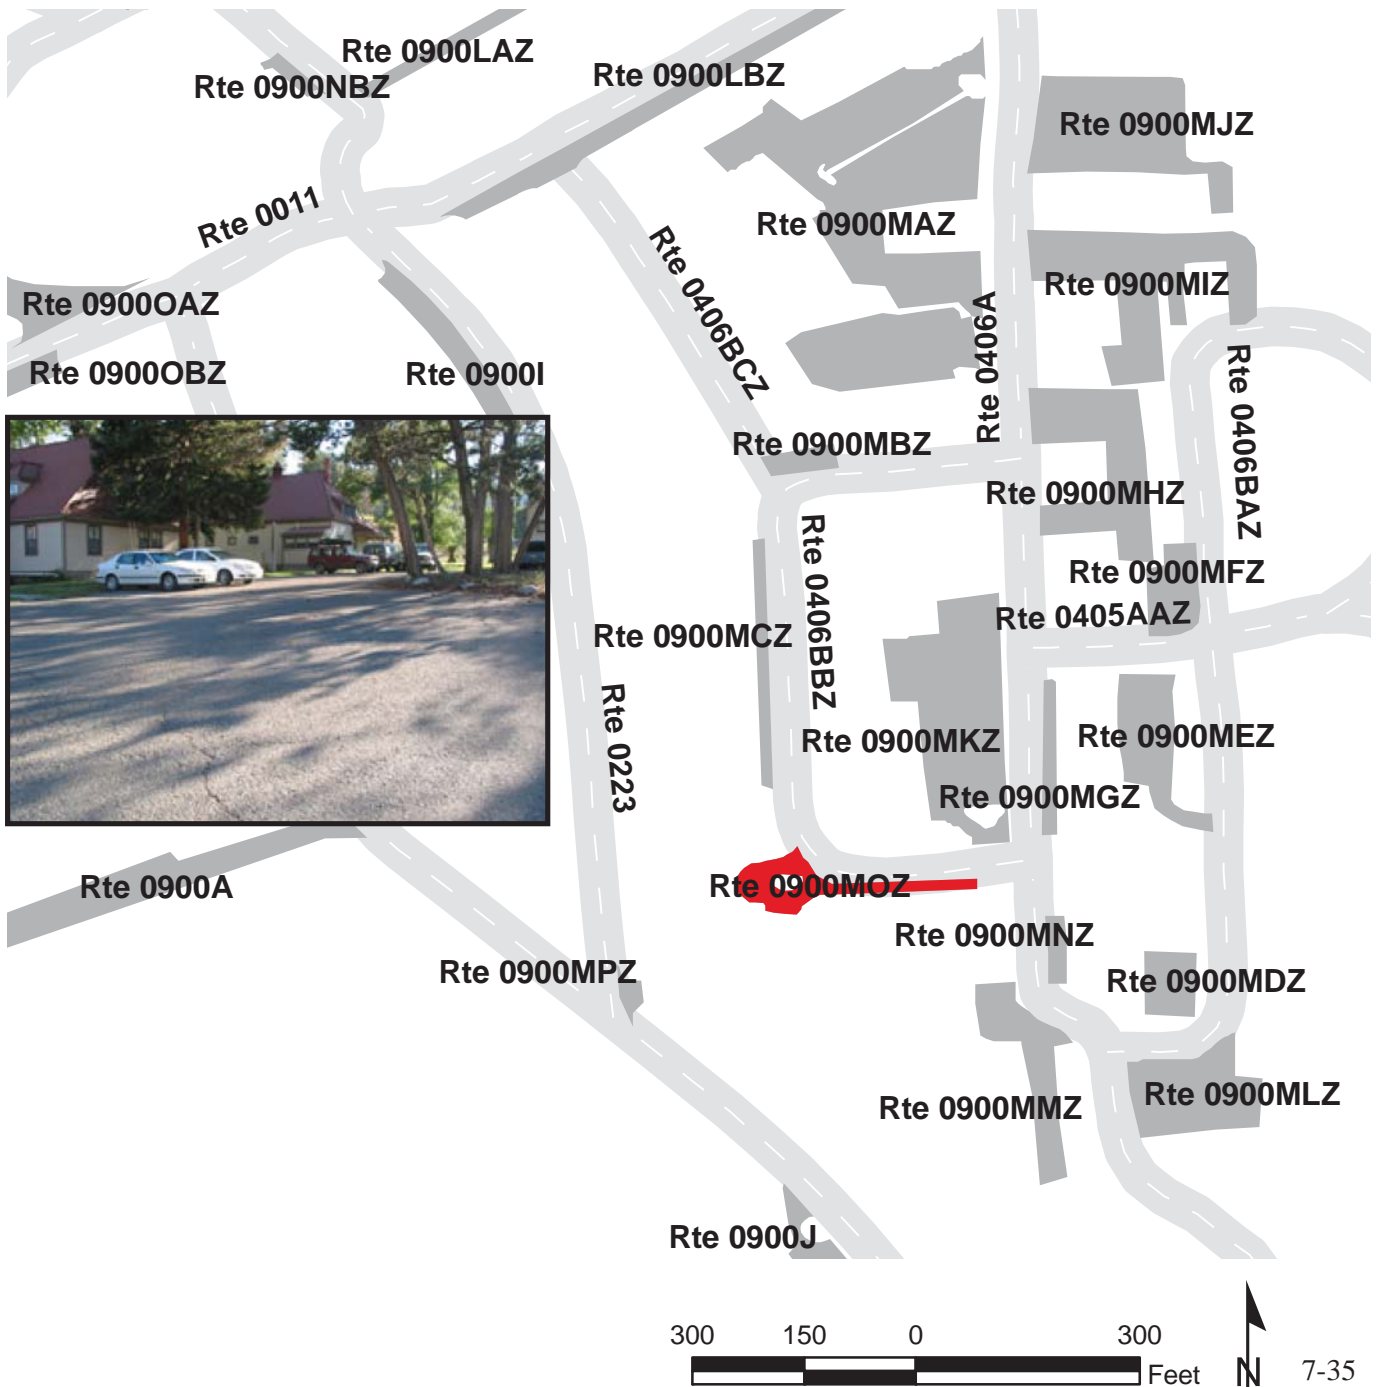 Rte 0900LAZ
Rte 0900NBZ
Rte 0900LBZ
Rte 0900MJZ
Rte 0011
Rte 0900MAZ
Rte 0406BCZ
Rte 0900MIZ
Rte 0900OAZ
Rte 0406A
Rte 0900OBZ
Rte 0900I
Rte 0406BAZ
Rte 0900MBZ
Rte 0900MHZ
Rte 0406BBZ
Rte 0900MFZ
Rte 0405AAZ
Rte 0900MCZ
Rte 0223
Rte 0900MKZ
Rte 0900MEZ
Rte 0900MGZ
Rte 0900A
Rte 0900MOZ
Rte 0900MNZ
Rte 0900MPZ
Rte 0900MDZ
Rte 0900MMZ
Rte 0900MLZ
Rte 0900J
300 150 0 300
Feet
N
7-35